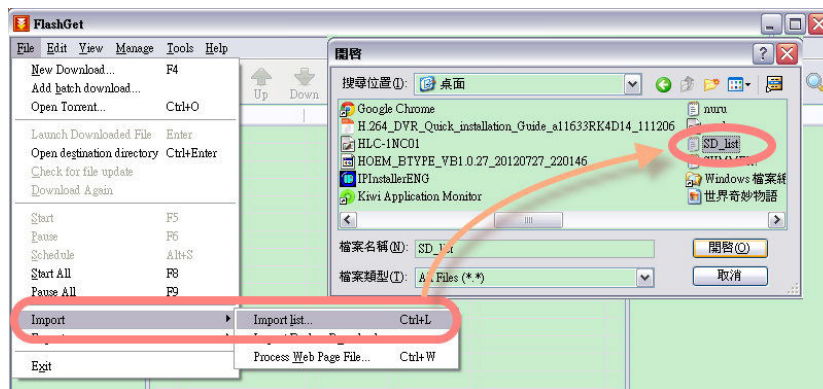 FlashGet
File Edit View Manage Tools Help
New Download... F4
Add batch download...
Open Torrent... Ctrl+O
Launch Downloaded File Enter
Open destination directory Ctrl+Enter
Check for file update
Download Again
Start F5
Pause F6
Schedule Alt+S
Start All F8
Pause All F9
Import
Exit
Import list... Ctrl+L
Process Web Page File... Ctrl+W
Up Down
開啓
搜尋位置(I): 桌面
Google Chrome
H.264_DVR_Quick_installation_Guide_a11633RK4D14_111206
HLC-1NC01
HOEM_BTYPE_VB1.0.27_20120727_220146
IPInstallerENG
Kiwi Application Monitor
nuru
SD_list
Windows 檔案
世界奇妙物語
檔案名稱(N): SD_list 開啓(O)
檔案類型(T): All Files (*.*) 取消